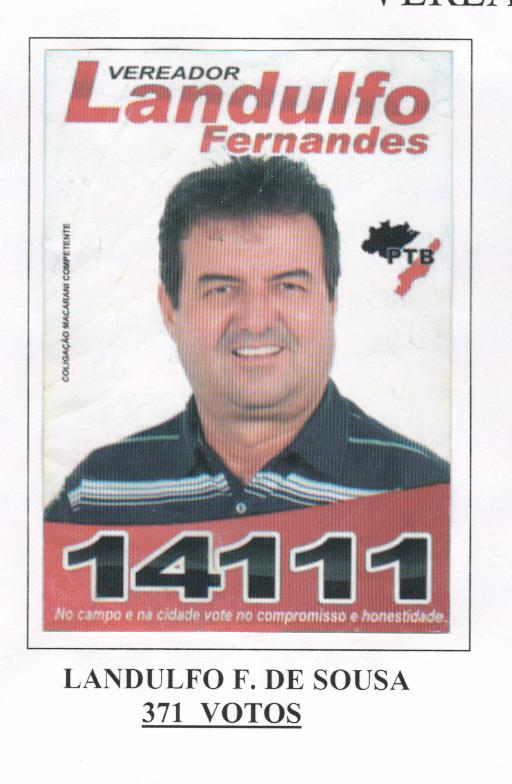 VEREADOR
Landulfo
Fernandes
COLIGAÇÃO MACARANI COMPETENTE
PTB
14111
No campo e na cidade vote no compromisso e honestidade.
LANDULFO F. DE SOUSA
371 VOTOS